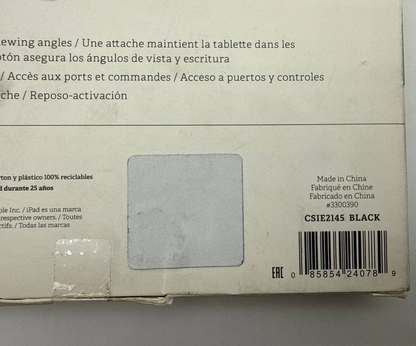 ewing angles / Une attache maintient la tablette dans les
otón asegura los ángulos de vista y escritura
/ Accès aux ports et commandes / Acceso a puertos y controles
che / Reposo-activación
rton y plástico 100% reciclables
d durante 25 años
ple Inc. / iPad es una marca
respective owners. / Toutes
ctifs. / Todas las marcas
Made in China
Fabriqué en Chine
Fabricado en China
#3300390
CSIE2145 BLACK
EAC 0 85854 24078 9